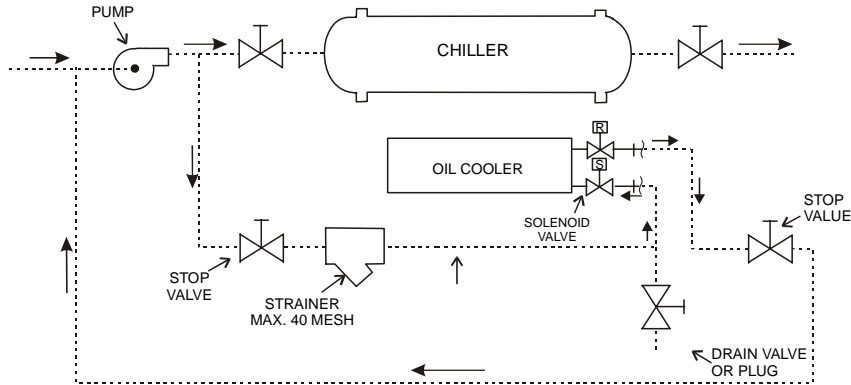 PUMP
CHILLER
R
OIL COOLER
S
SOLENOID
VALVE
STOP
VALUE
STOP
VALVE
STRAINER
MAX. 40 MESH
DRAIN VALVE
OR PLUG